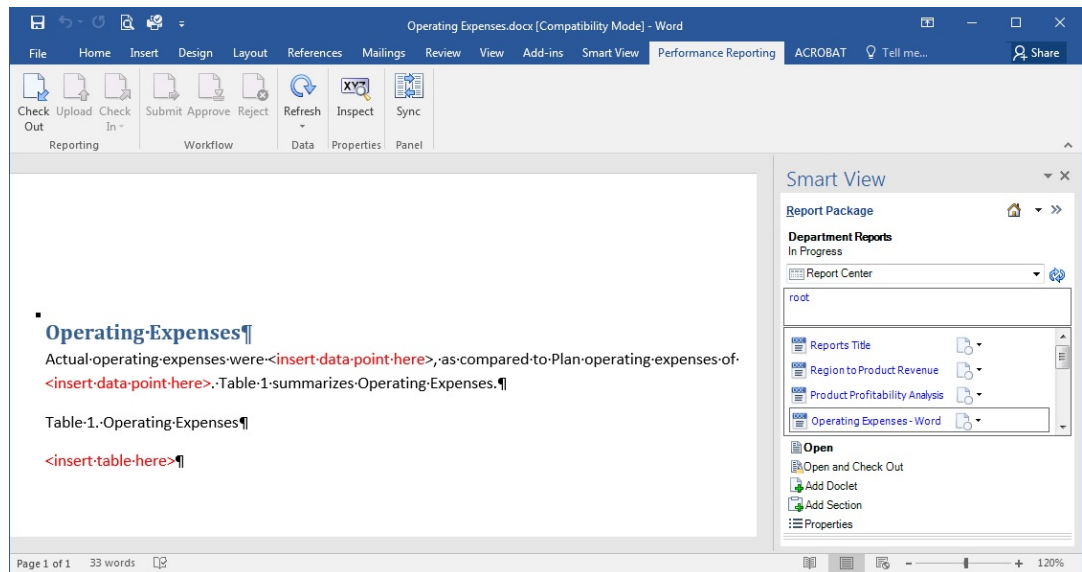 Operating Expenses.docx [Compatibility Mode] - Word
File Home Insert Design Layout References Mailings Review View Add-ins Smart View Performance Reporting ACROBAT Tell me... Share
Check Out Upload Check In Submit Approve Reject Refresh Inspect Sync
Reporting Workflow Data Properties Panel
Operating·Expenses¶
Actual·operating·expenses·were·<insert·data·point·here>,·as·compared·to·Plan·operating·expenses·of·
<insert·data·point·here>.·Table·1·summarizes·Operating·Expenses.¶
Table·1.·Operating·Expenses¶
<insert·table·here>¶
Smart View
Report Package
Department Reports
In Progress
Report Center
root
Reports Title
Region to Product Revenue
Product Profitability Analysis
Operating Expenses - Word
Open
Open and Check Out
Add Doclet
Add Section
Properties
Page 1 of 1 33 words 120%